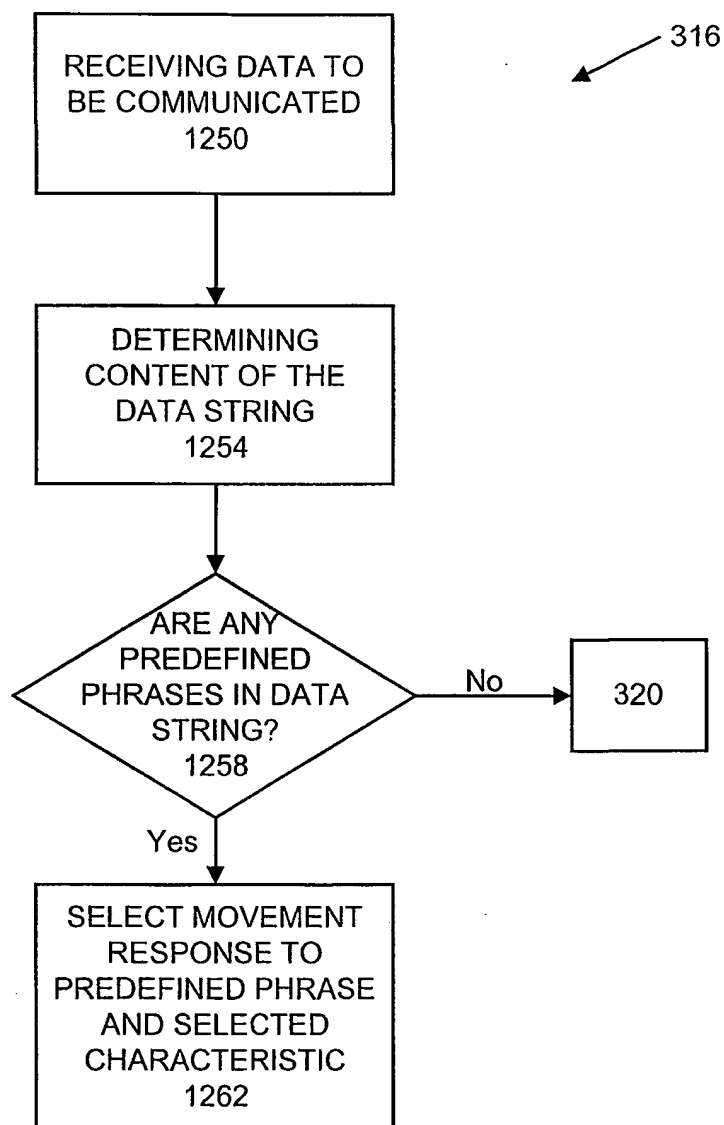 316
RECEIVING DATA TO
BE COMMUNICATED
1250
DETERMINING
CONTENT OF THE
DATA STRING
1254
ARE ANY
PREDEFINED
PHRASES IN DATA
STRING?
1258
No
320
Yes
SELECT MOVEMENT
RESPONSE TO
PREDEFINED PHRASE
AND SELECTED
CHARACTERISTIC
1262